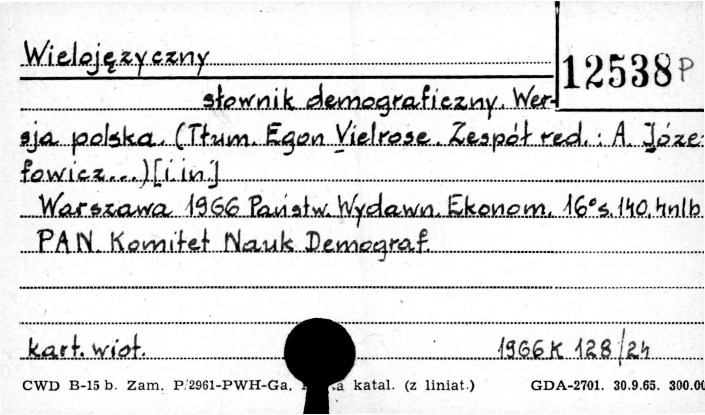 Wielojęzyczny
12538 P
słownik demograficzny. Wer-
sja polska. (Tłum. Egon Vielrose. Zespół red.: A. Józe-
fowicz...)[i.in.]
Warszawa 1966 Państw. Wydawn. Ekonom. 16° s. 140, 4nlb
PAN. Komitet Nauk Demograf.
kart. wiot. 1966 K 128/24
CWD B-15 b. Zam. P. 2961-PWH-Ga. katal. (z liniat.) GDA-2701. 30.9.65. 300.00